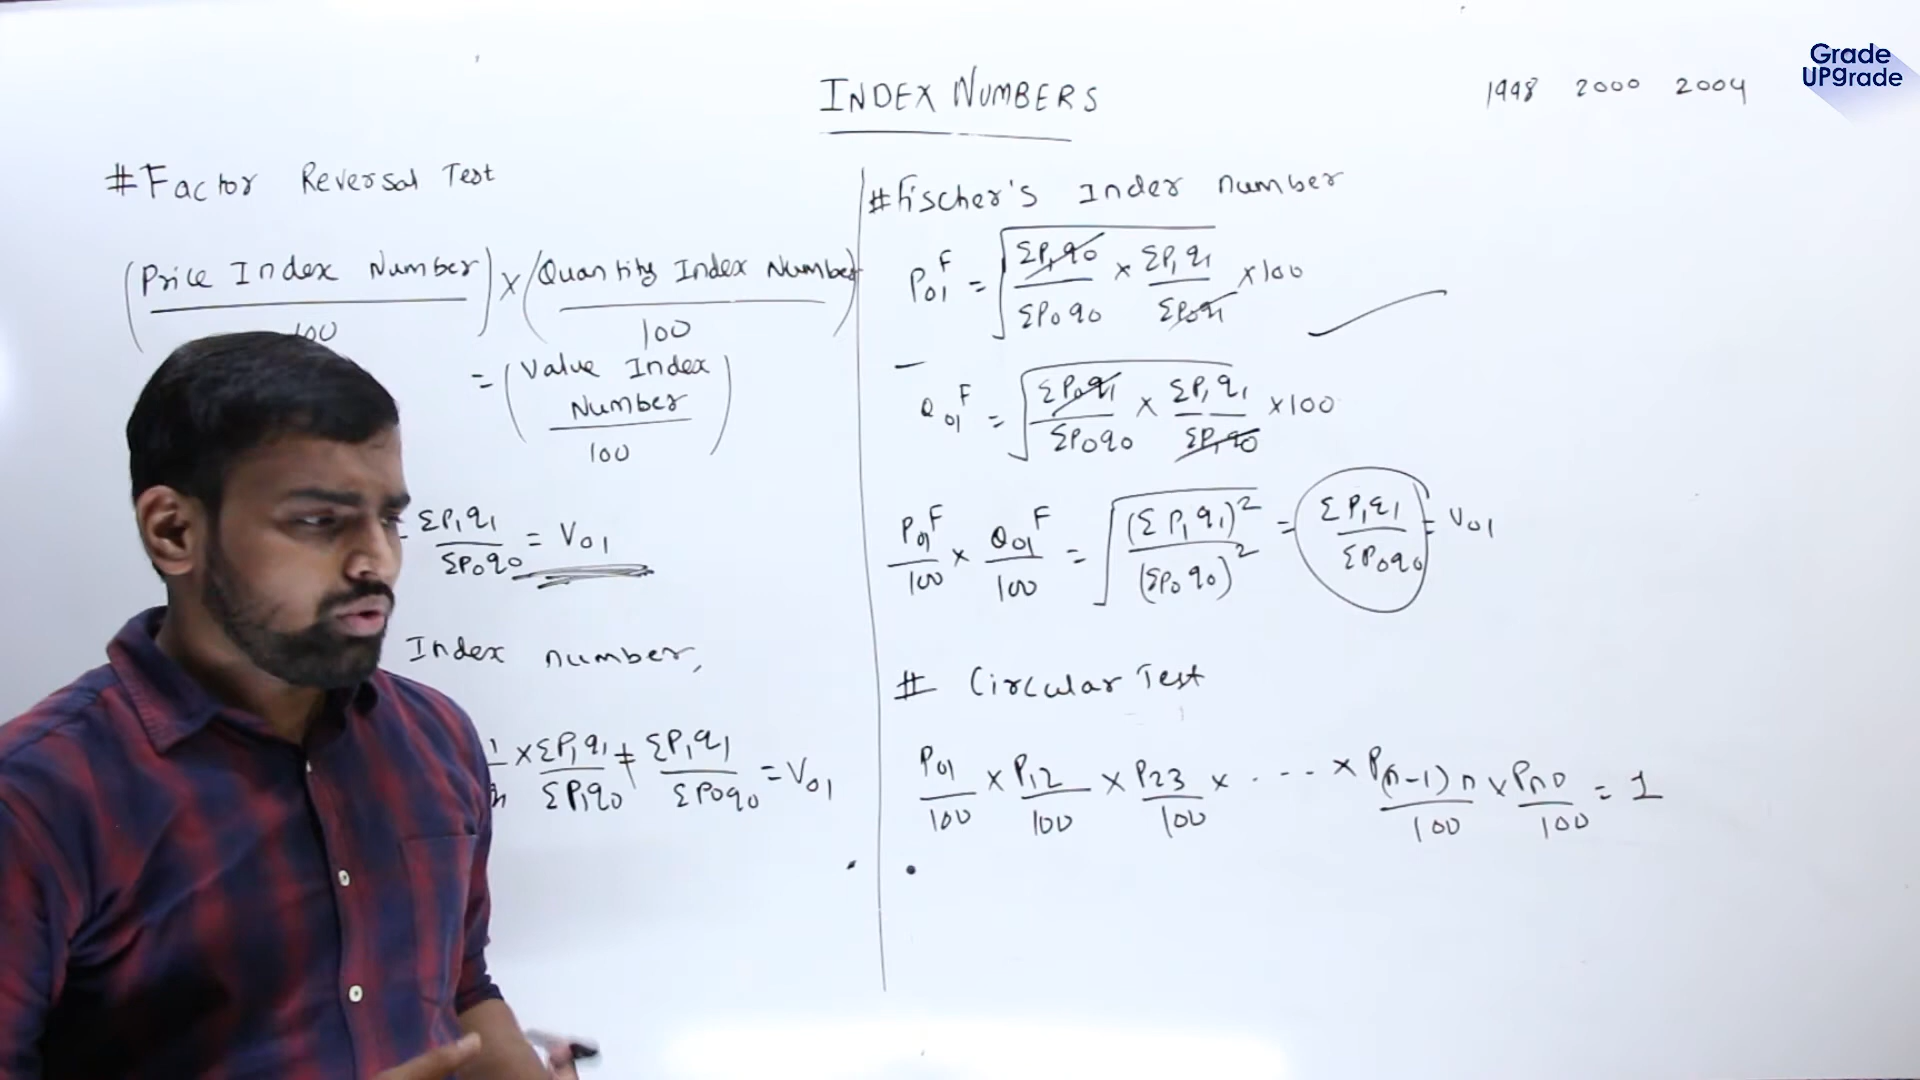 INDEX NUMBERS
1998 2000 2004
Grade
UPgrade
# Factor Reversal Test
(Price Index Number / 100) × (Quantity Index Number / 100)
= (Value Index Number / 100)
= ΣP₁q₁ / ΣP₀q₀ = V₀₁
Index number,
× ΣP₁q₁ / ΣP₁q₀ ≠ ΣP₁q₁ / ΣP₀q₀ = V₀₁
# Fischer's Index number
P₀₁ᶠ = √(ΣP₁q₀ / ΣP₀q₀ × ΣP₁q₁ / ΣP₀q₁) × 100
Q₀₁ᶠ = √(ΣP₀q₁ / ΣP₀q₀ × ΣP₁q₁ / ΣP₁q₀) × 100
P₀₁ᶠ / 100 × Q₀₁ᶠ / 100 = √((ΣP₁q₁)² / (ΣP₀q₀)²) = ΣP₁q₁ / ΣP₀q₀ = V₀₁
# Circular Test
P₀₁ / 100 × P₁₂ / 100 × P₂₃ / 100 × . - - . × P(n-1)n / 100 × Pn0 / 100 = 1